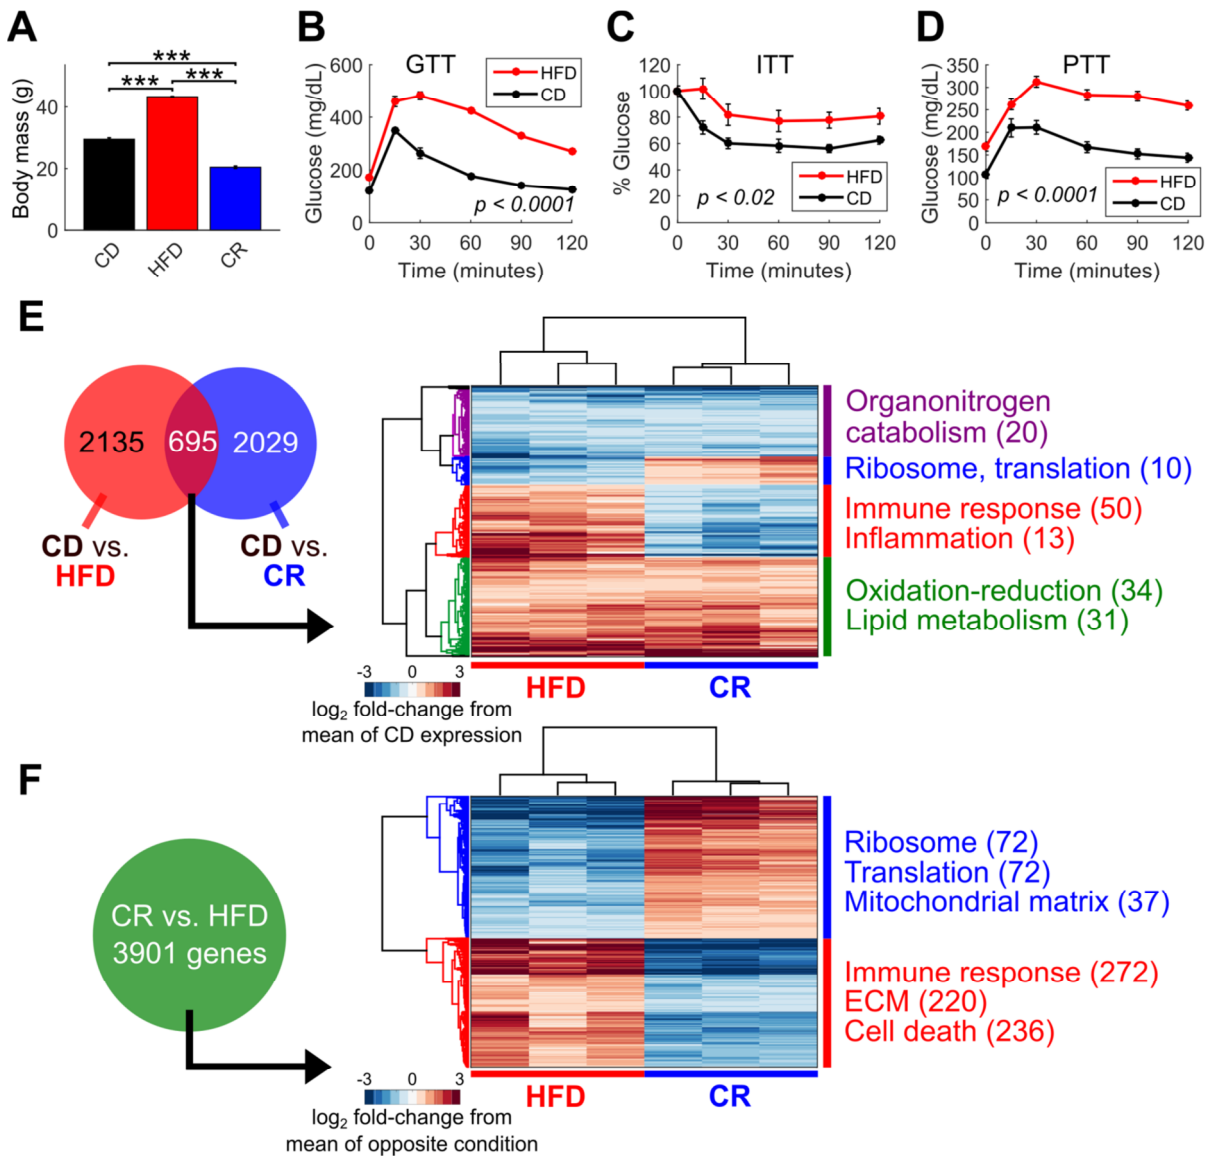 A
Body mass (g)
40
20
0
***
***
***
CD
HFD
CR
B
GTT
Glucose (mg/dL)
600
400
200
0
HFD
CD
p < 0.0001
0 30 60 90 120
Time (minutes)
C
ITT
% Glucose
120
100
80
60
40
20
0
HFD
CD
p < 0.02
0 30 60 90 120
Time (minutes)
D
PTT
Glucose (mg/dL)
350
300
250
200
150
100
50
0
HFD
CD
p < 0.0001
0 30 60 90 120
Time (minutes)
E
2135 695 2029
CD vs.
HFD
CD vs.
CR
Organonitrogen
catabolism (20)
Ribosome, translation (10)
Immune response (50)
Inflammation (13)
Oxidation-reduction (34)
Lipid metabolism (31)
HFD
CR
-3 0 3
log2 fold-change from
mean of CD expression
F
CR vs. HFD
3901 genes
Ribosome (72)
Translation (72)
Mitochondrial matrix (37)
Immune response (272)
ECM (220)
Cell death (236)
HFD
CR
-3 0 3
log2 fold-change from
mean of opposite condition